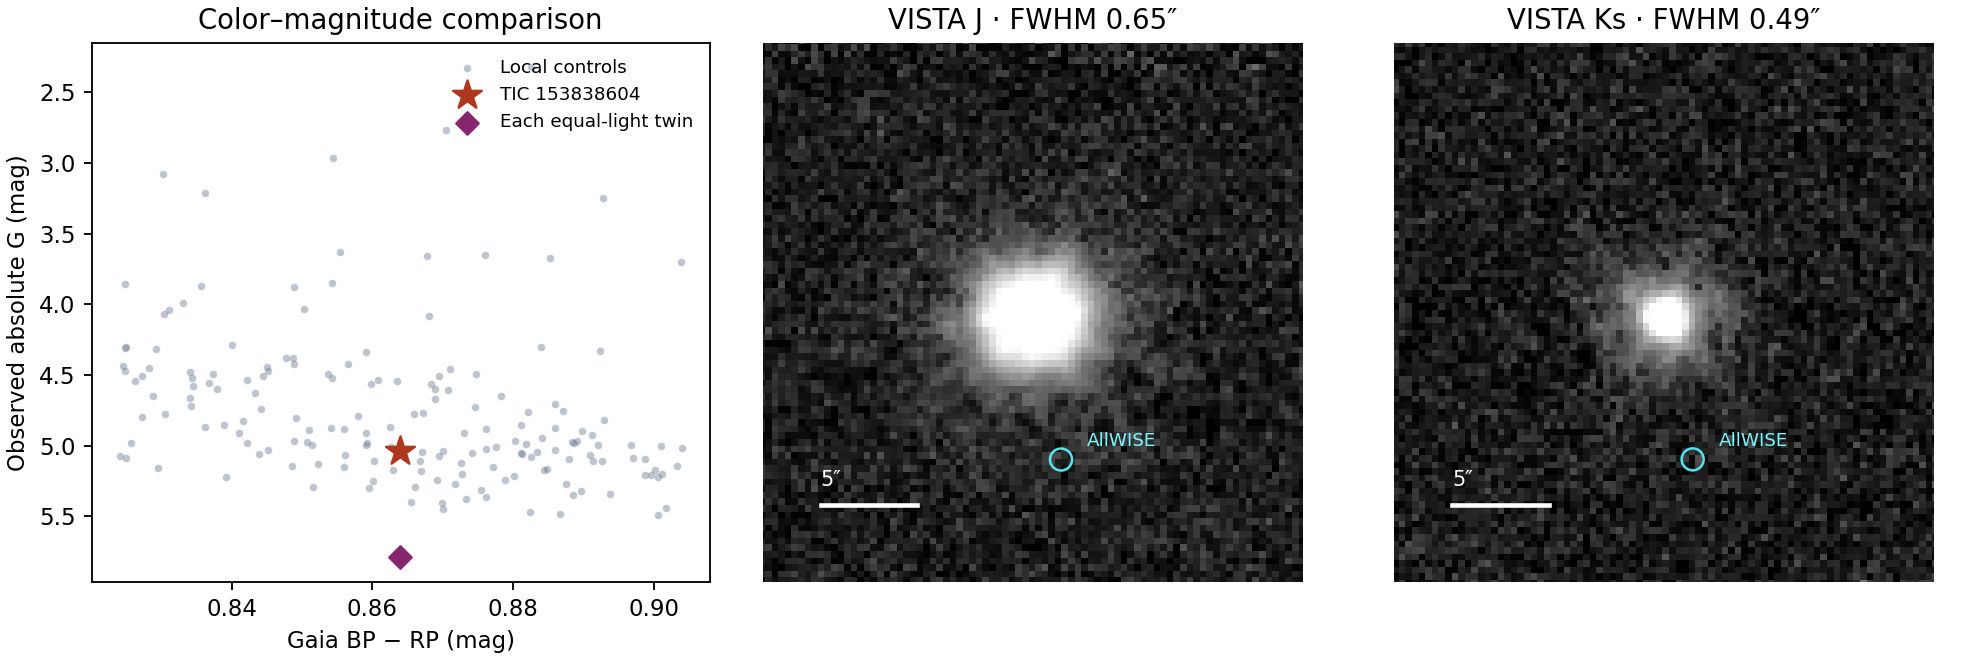 Color–magnitude comparison
Observed absolute G (mag)
2.5
3.0
3.5
4.0
4.5
5.0
5.5
0.84
0.86
0.88
0.90
Gaia BP − RP (mag)
Local controls
TIC 153838604
Each equal-light twin
VISTA J · FWHM 0.65″
AllWISE
5″
VISTA Ks · FWHM 0.49″
AllWISE
5″